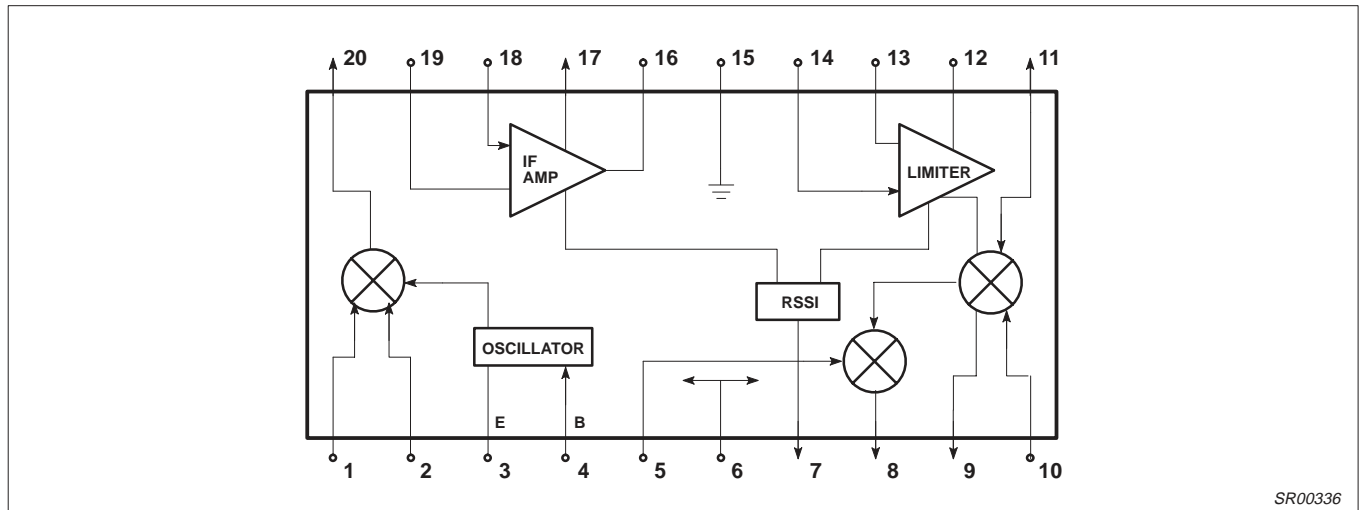 20 19 18 17 16 15 14 13 12 11
IF
AMP
LIMITER
RSSI
OSCILLATOR
E B
1 2 3 4 5 6 7 8 9 10
SR00336